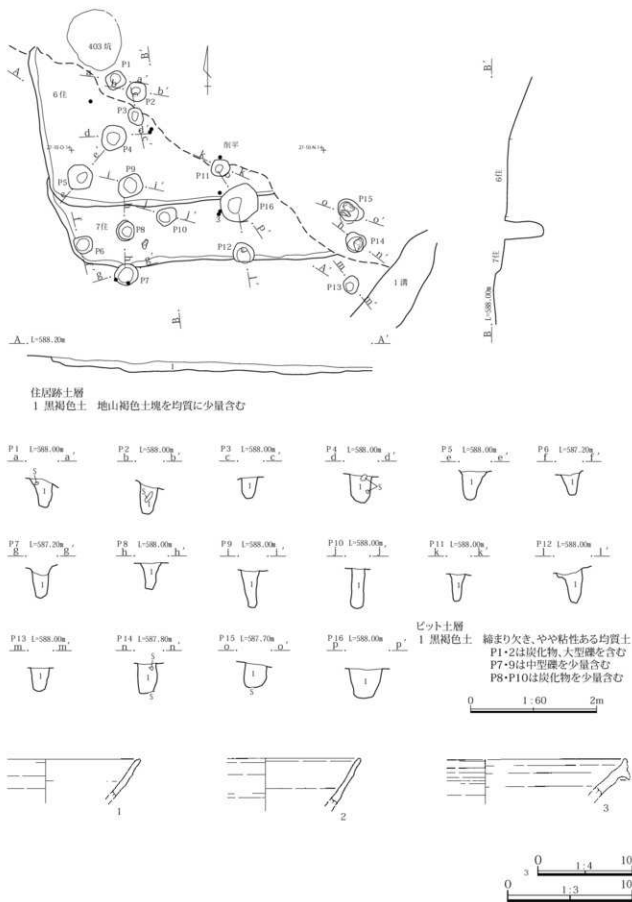 403 坑
A
B'
P1
a
b
a'
b'
P2
6 住
P3
d
d'
P4
削平
e'
P9
k
k'
P11
P5
e
i
i'
P16
P15
o
o'
j
j'
7住
P8
P10
3
p'
n
n'
P14
P6
P12
A'
m
1 溝
g
g'
P7
P13
m'
B
B'
6住
7住
B L=588.00m
A L=588.20m
A'
1
住居跡土層
1 黒褐色土 地山褐色土塊を均質に少量含む
P1 L=588.00m
a a'
P2 L=588.00m
b b'
P3 L=588.00m
c c'
P4 L=588.00m
d d'
P5 L=588.00m
e e'
P6 L=587.20m
f f'
P7 L=587.20m
g g'
P8 L=588.00m
h h'
P9 L=588.00m
i i'
P10 L=588.00m
j j'
P11 L=588.00m
k k'
P12 L=588.00m
l l'
P13 L=588.00m
m m'
P14 L=587.80m
n n'
P15 L=587.70m
o o'
P16 L=588.00m
p p'
ピット土層
1 黒褐色土 締まり欠き、やや粘性ある均質土
P1・2は炭化物、大型礫を含む
P7・9は中型礫を少量含む
P8・P10は炭化物を少量含む
0 1:60 2m
1
2
3
0 1:4 10
3
0 1:3 10